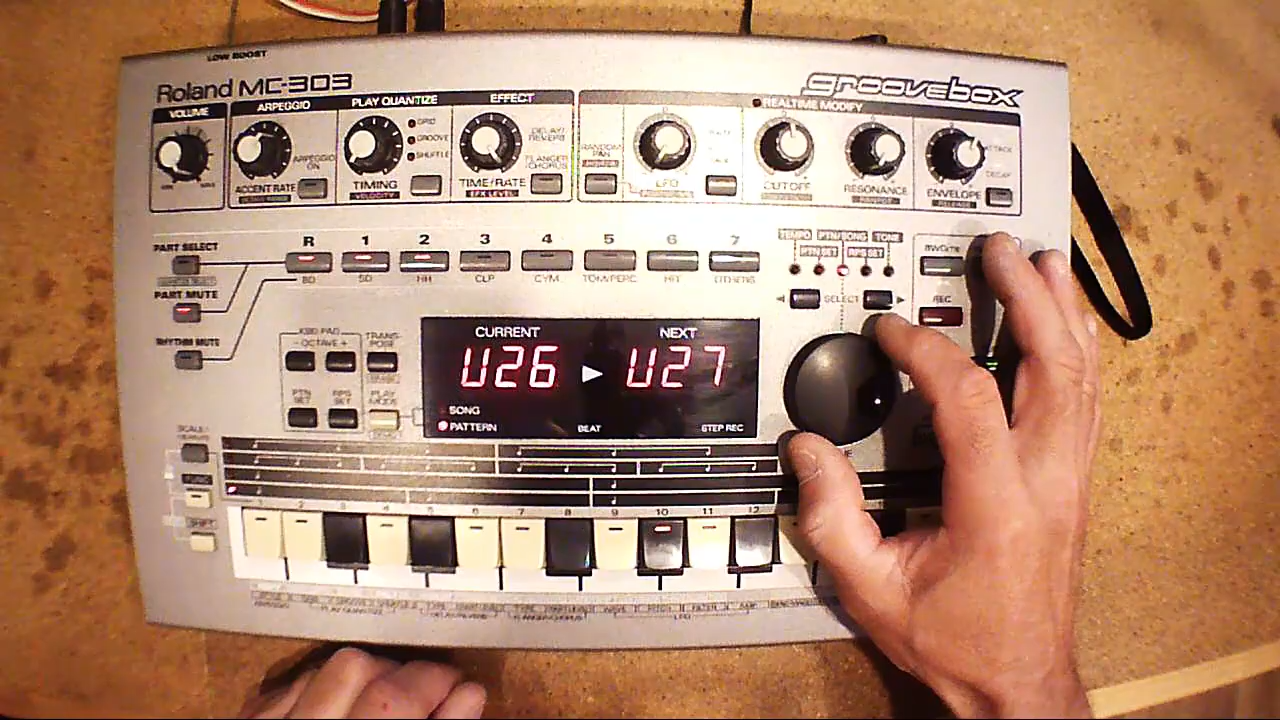 LOW BOOST
Roland MC-303
groovebox
VOLUME
ARPEGGIO
PLAY QUANTIZE
EFFECT
REALTIME MODIFY
GRID
GROOVE
SHUFFLE
DELAY/
REVERB
FLANGER/
CHORUS
RANDOM
PAN
ATTACK
DECAY
ARPEGGIO
ON
ACCENT RATE
TIMING
TIME/RATE
LFO
CUTOFF
RESONANCE
ENVELOPE
VELOCITY
EFX LEVEL
RELEASE
PART SELECT
R 1 2 3 4 5 6 7
BD SD HH CLP CYM TOM/PERC HIT OTHERS
PART MUTE
RHYTHM MUTE
TEMPO PTN/SONG TONE
PTN SET RPS SET
SELECT
REC
KBD PAD
- OCTAVE +
TRANS-
POSE
PTN
SET
RPS
SET
PLAY
MODE
CURRENT NEXT
U26 U27
SONG
PATTERN BEAT STEP REC
SCALE/
SHIFT
1 2 3 4 5 6 7 8 9 10 11 12